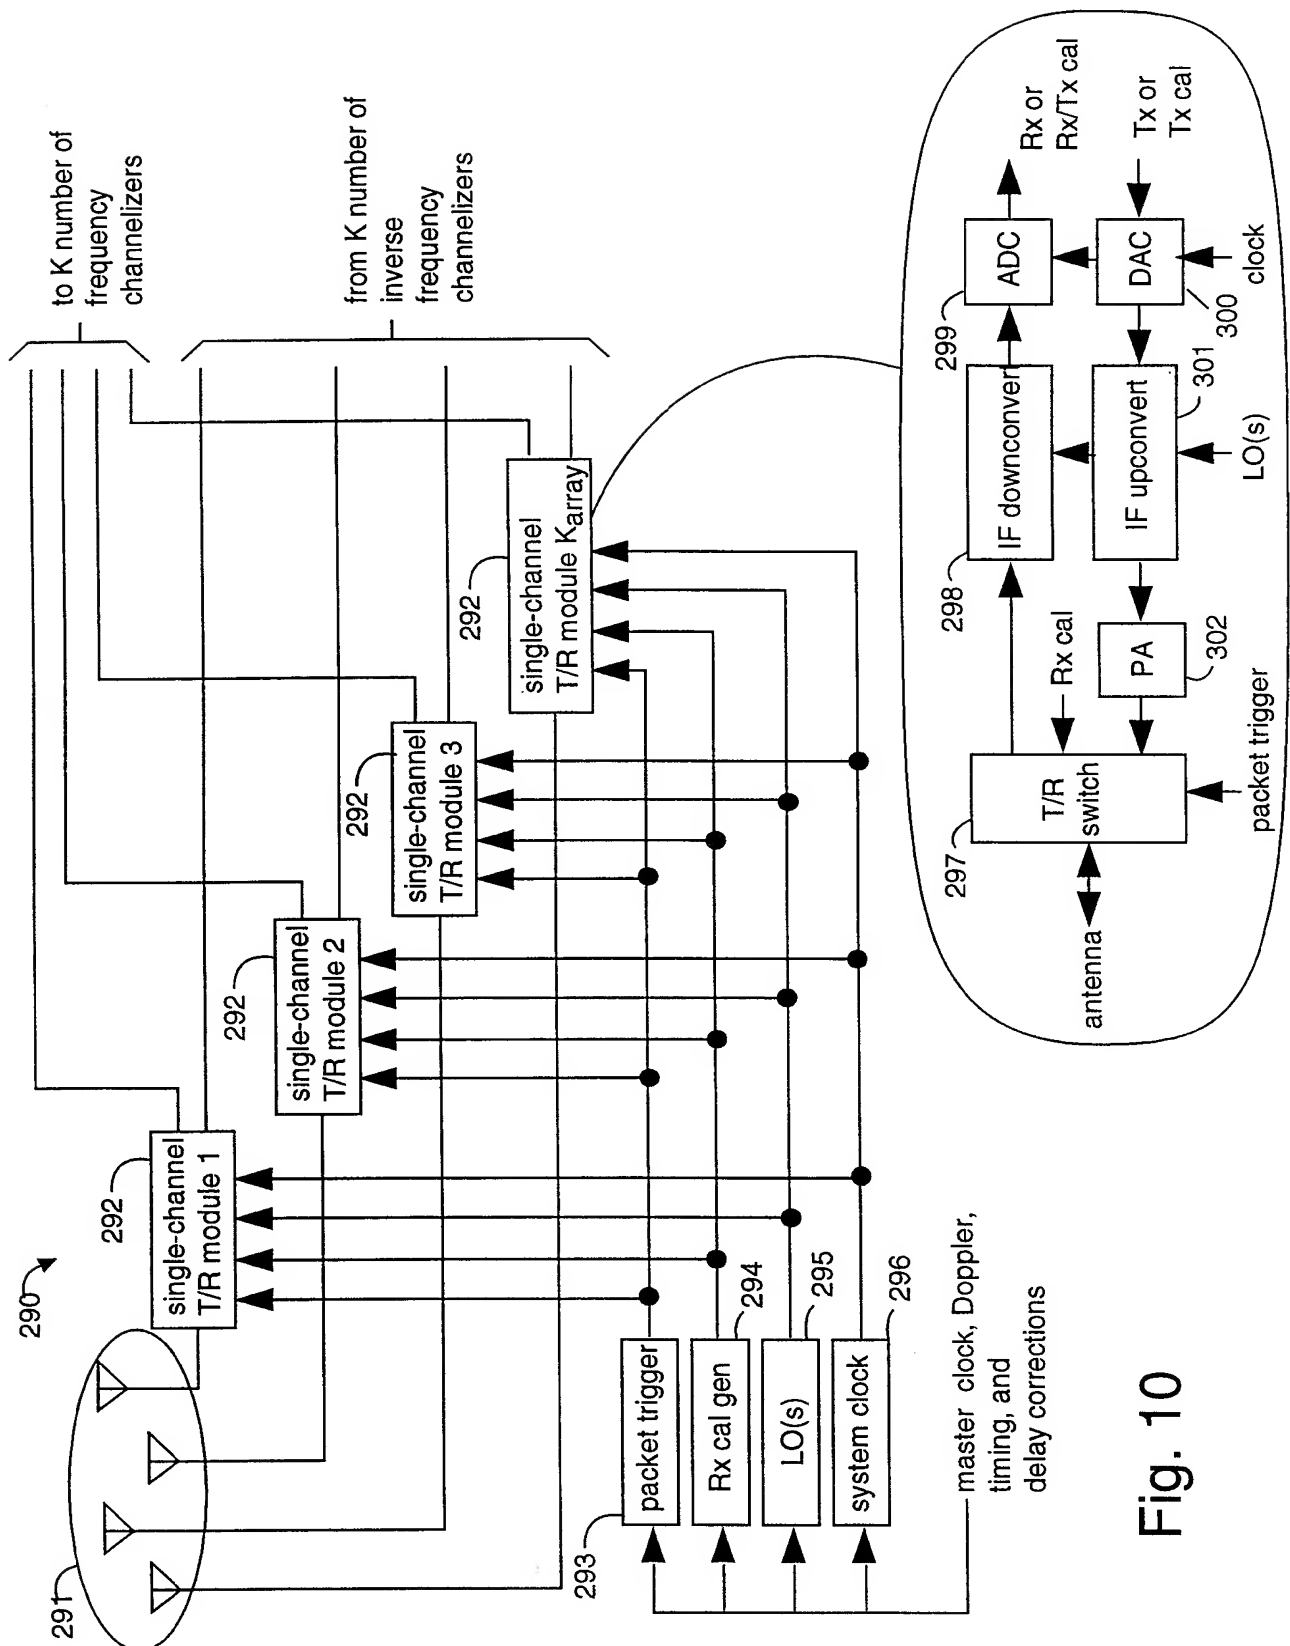 290
291
292
single-channel
T/R module 1
292
single-channel
T/R module 2
292
single-channel
T/R module 3
292
single-channel
T/R module Karray
to K number of
frequency
channelizers
from K number of
inverse
frequency
channelizers
293
packet trigger
Rx cal gen
294
LO(s)
295
system clock
296
master clock, Doppler,
timing, and
delay corrections
antenna
297
T/R
switch
packet trigger
Rx cal
298
IF downconvert
299
ADC
Rx or
Rx/Tx cal
PA
302
IF upconvert
301
LO(s)
DAC
300
clock
Tx or
Tx cal
Fig. 10